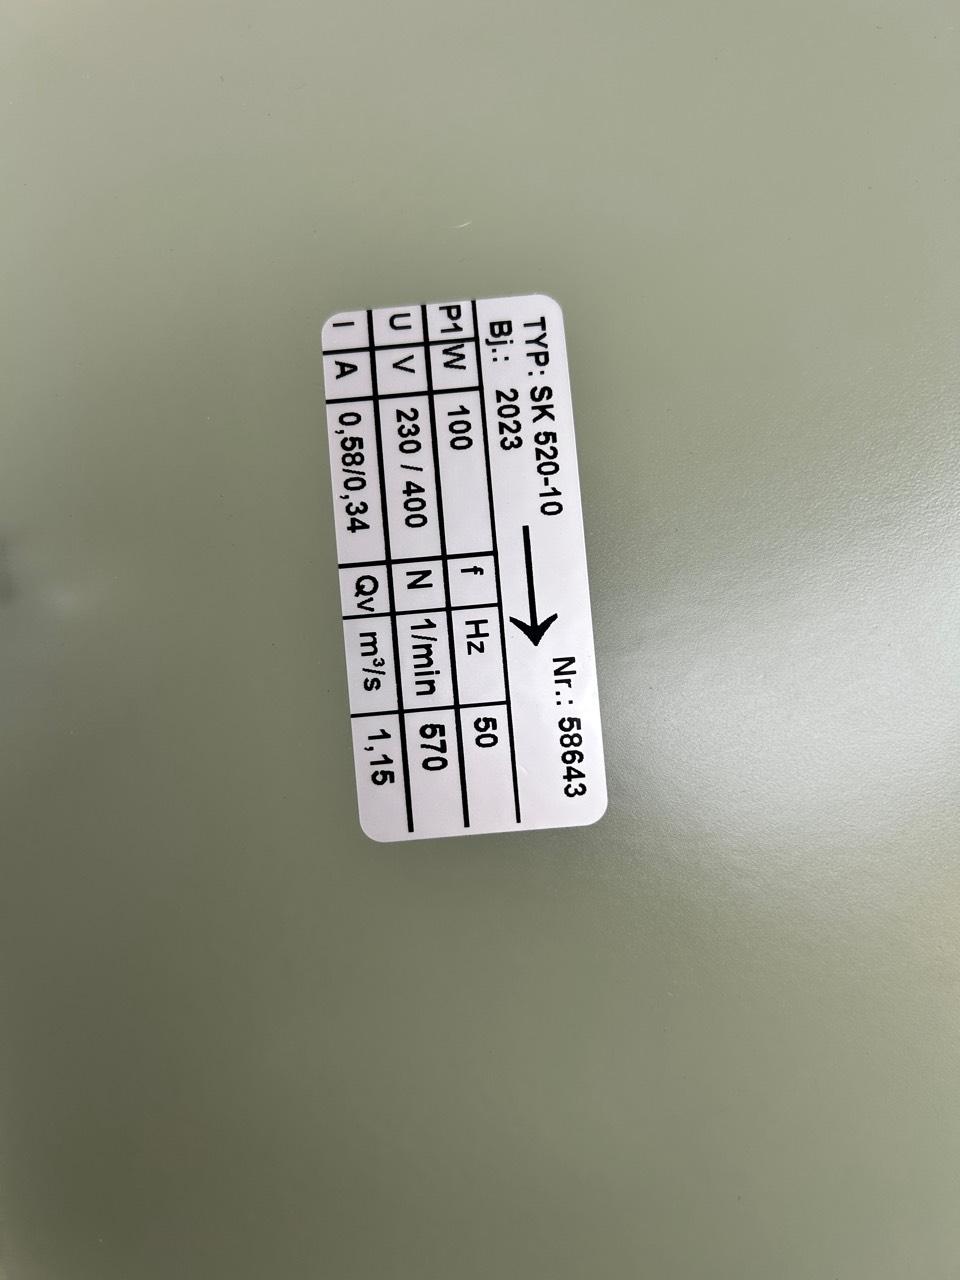 TYP: SK 520-10 Nr.: 58643
Bj.: 2023
P1 W 100 f Hz 50
U V 230 / 400 N 1/min 570
I A 0,58/0,34 Qv m³/s 1,15